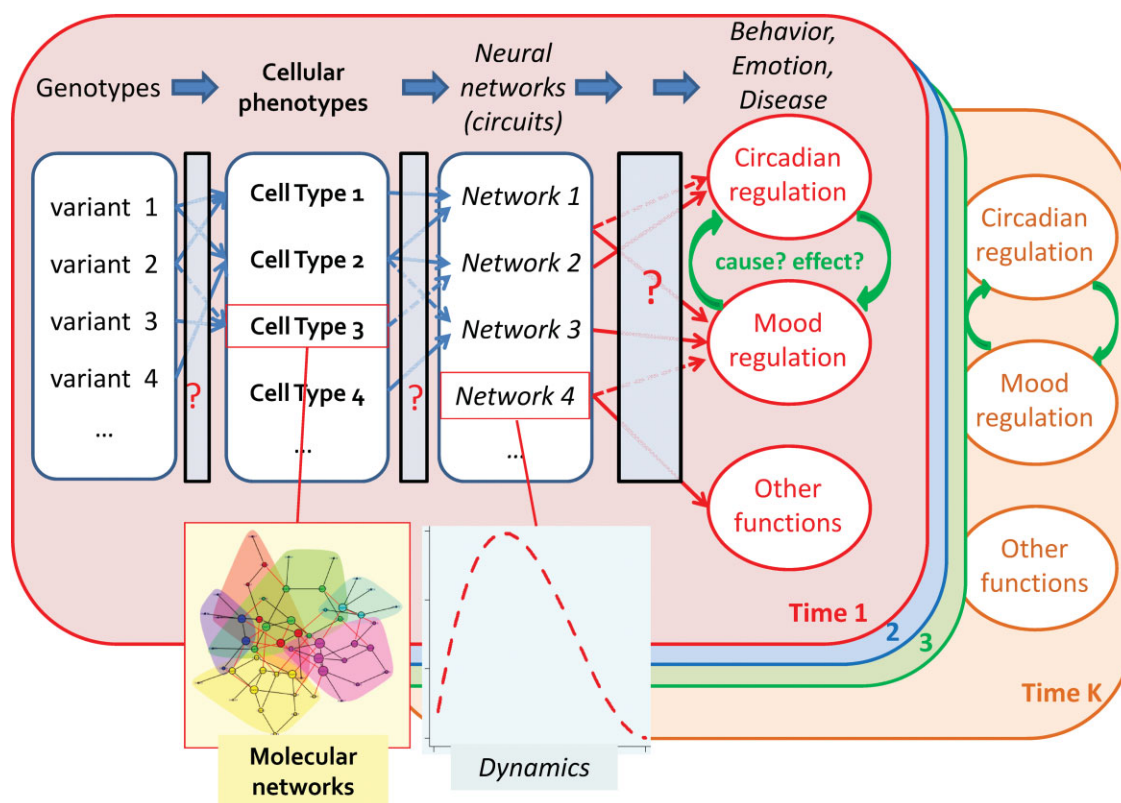 Genotypes
Cellular
phenotypes
Neural
networks
(circuits)
Behavior,
Emotion,
Disease
variant 1
variant 2
variant 3
variant 4
...
?
Cell Type 1
Cell Type 2
Cell Type 3
Cell Type 4
...
?
Network 1
Network 2
Network 3
Network 4
...
?
Circadian
regulation
cause? effect?
Mood
regulation
Other
functions
Time 1
2
3
Circadian
regulation
Mood
regulation
Other
functions
Time K
Molecular
networks
Dynamics